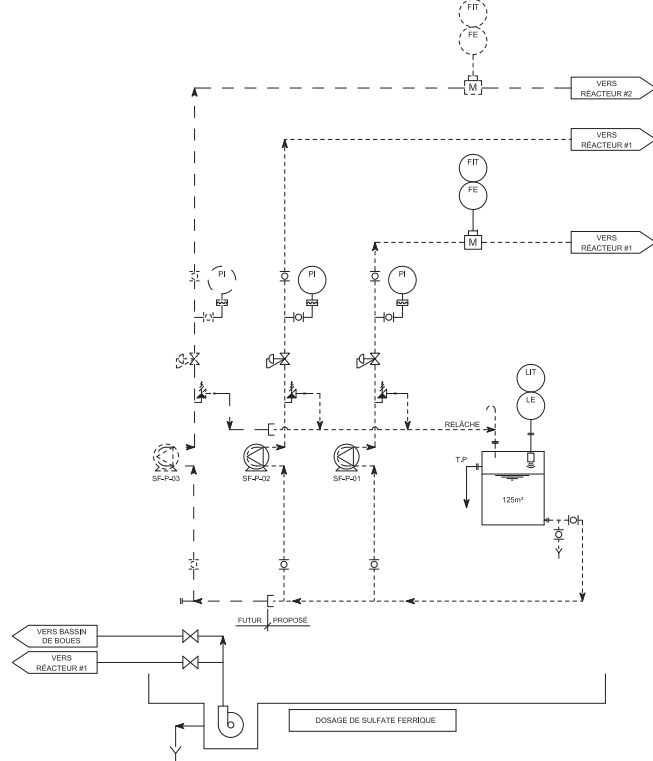 FIT
FE
M
VERS
RÉACTEUR #2
VERS
RÉACTEUR #1
FIT
FE
M
VERS
RÉACTEUR #1
PI
PI
PI
LIT
LE
RELÂCHE
T.P
125m³
SF-P-03
SF-P-02
SF-P-01
FUTUR
PROPOSÉ
VERS BASSIN
DE BOUES
VERS
RÉACTEUR #1
DOSAGE DE SULFATE FERRIQUE